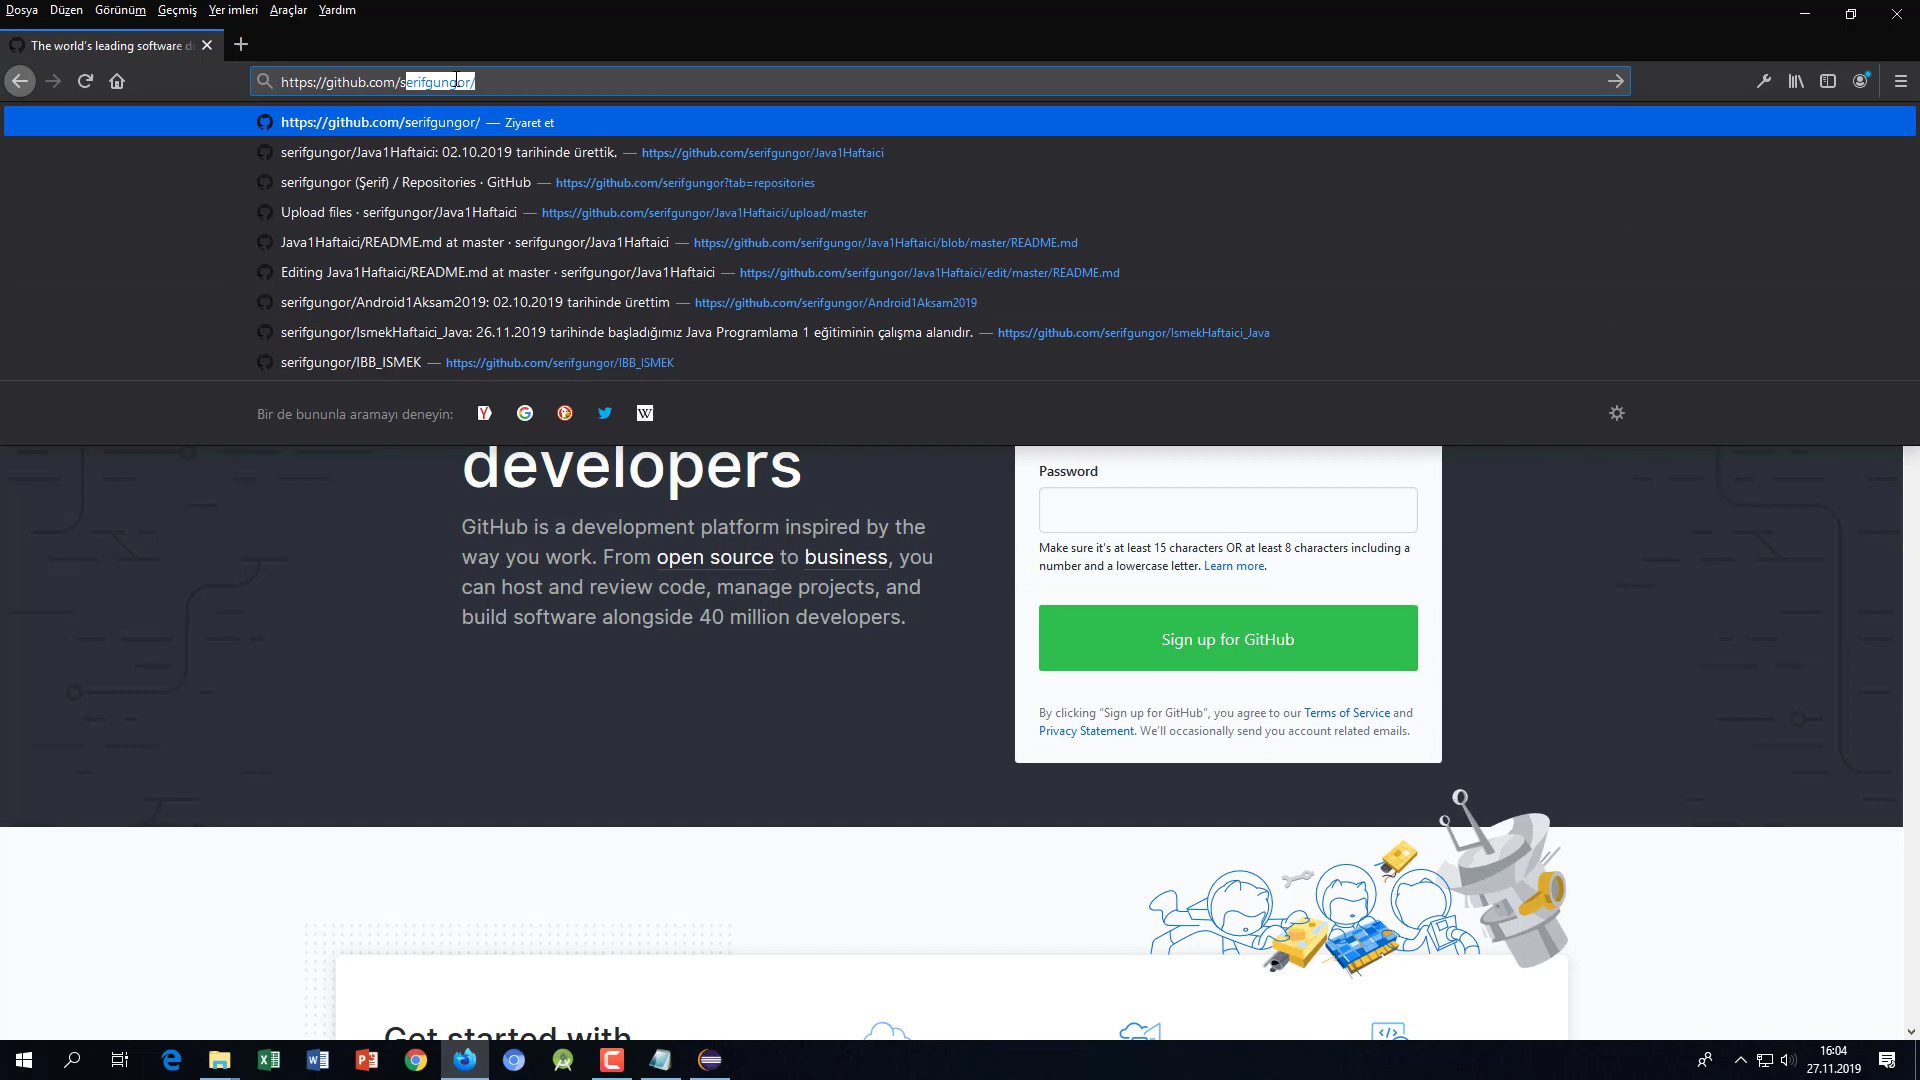 Dosya Düzen Görünüm Geçmiş Yer imleri Araçlar Yardım
The world's leading software d
https://github.com/serifgungor/
https://github.com/serifgungor/ — Ziyaret et
serifgungor/Java1Haftaici: 02.10.2019 tarihinde ürettik. — https://github.com/serifgungor/Java1Haftaici
serifgungor (Şerif) / Repositories · GitHub — https://github.com/serifgungor?tab=repositories
Upload files · serifgungor/Java1Haftaici — https://github.com/serifgungor/Java1Haftaici/upload/master
Java1Haftaici/README.md at master · serifgungor/Java1Haftaici — https://github.com/serifgungor/Java1Haftaici/blob/master/README.md
Editing Java1Haftaici/README.md at master · serifgungor/Java1Haftaici — https://github.com/serifgungor/Java1Haftaici/edit/master/README.md
serifgungor/Android1Aksam2019: 02.10.2019 tarihinde ürettim — https://github.com/serifgungor/Android1Aksam2019
serifgungor/IsmekHaftaici_Java: 26.11.2019 tarihinde başladığımız Java Programlama 1 eğitiminin çalışma alanıdır. — https://github.com/serifgungor/IsmekHaftaici_Java
serifgungor/IBB_ISMEK — https://github.com/serifgungor/IBB_ISMEK
Bir de bununla aramayı deneyin:
developers
GitHub is a development platform inspired by the
way you work. From open source to business, you
can host and review code, manage projects, and
build software alongside 40 million developers.
Password
Make sure it's at least 15 characters OR at least 8 characters including a
number and a lowercase letter. Learn more.
Sign up for GitHub
By clicking “Sign up for GitHub”, you agree to our Terms of Service and
Privacy Statement. We'll occasionally send you account related emails.
Get started with
16:04
27.11.2019